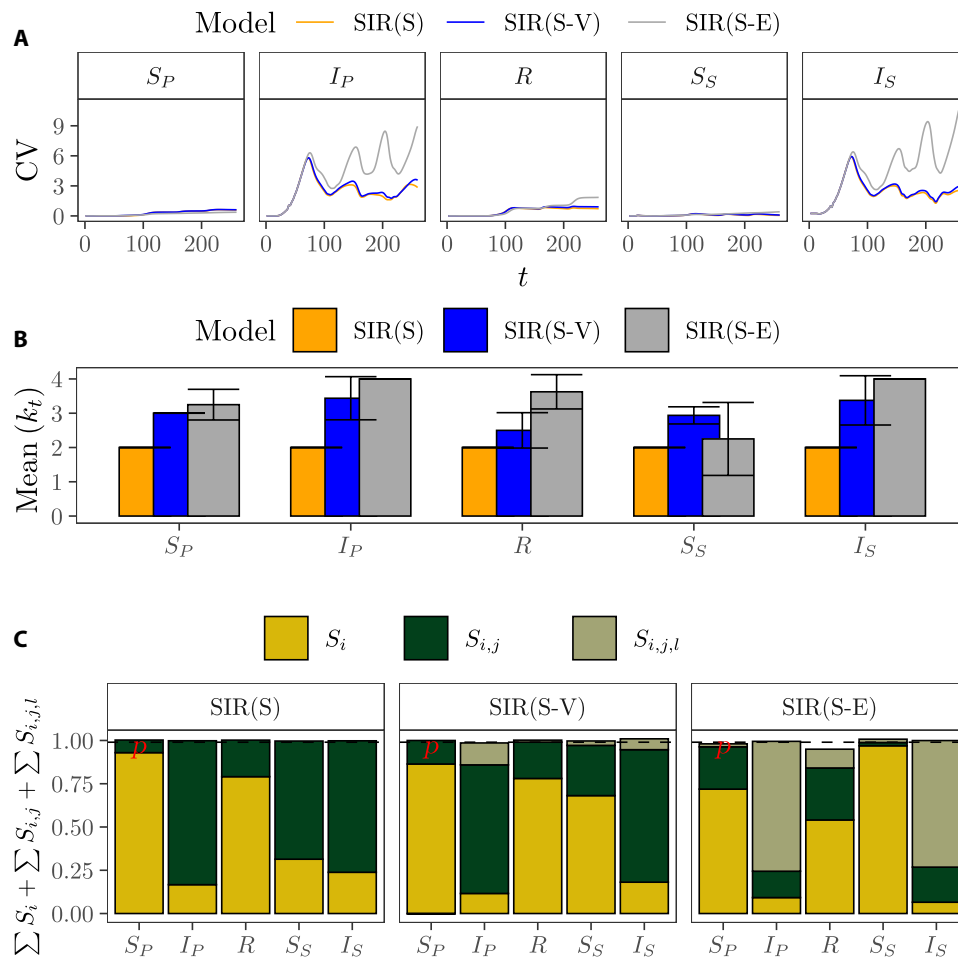 A
Model SIR(S) SIR(S-V) SIR(S-E)
S_P I_P R S_S I_S
CV
9
6
3
0
0 100 200 0 100 200 0 100 200 0 100 200 0 100 200
t
B
Model SIR(S) SIR(S-V) SIR(S-E)
Mean (k_t)
4
3
2
1
0
S_P I_P R S_S I_S
C
S_i S_{i,j} S_{i,j,l}
SIR(S) SIR(S-V) SIR(S-E)
∑ S_i + ∑ S_{i,j} + ∑ S_{i,j,l}
1.00
0.75
0.50
0.25
0.00
p p p
S_P I_P R S_S I_S S_P I_P R S_S I_S S_P I_P R S_S I_S